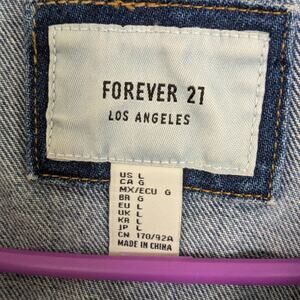 FOREVER 21
LOS ANGELES
US L
CA G
MX/ECU G
BR G
EU L
UK L
KR L
JP L
CN 170/92A
MADE IN CHINA